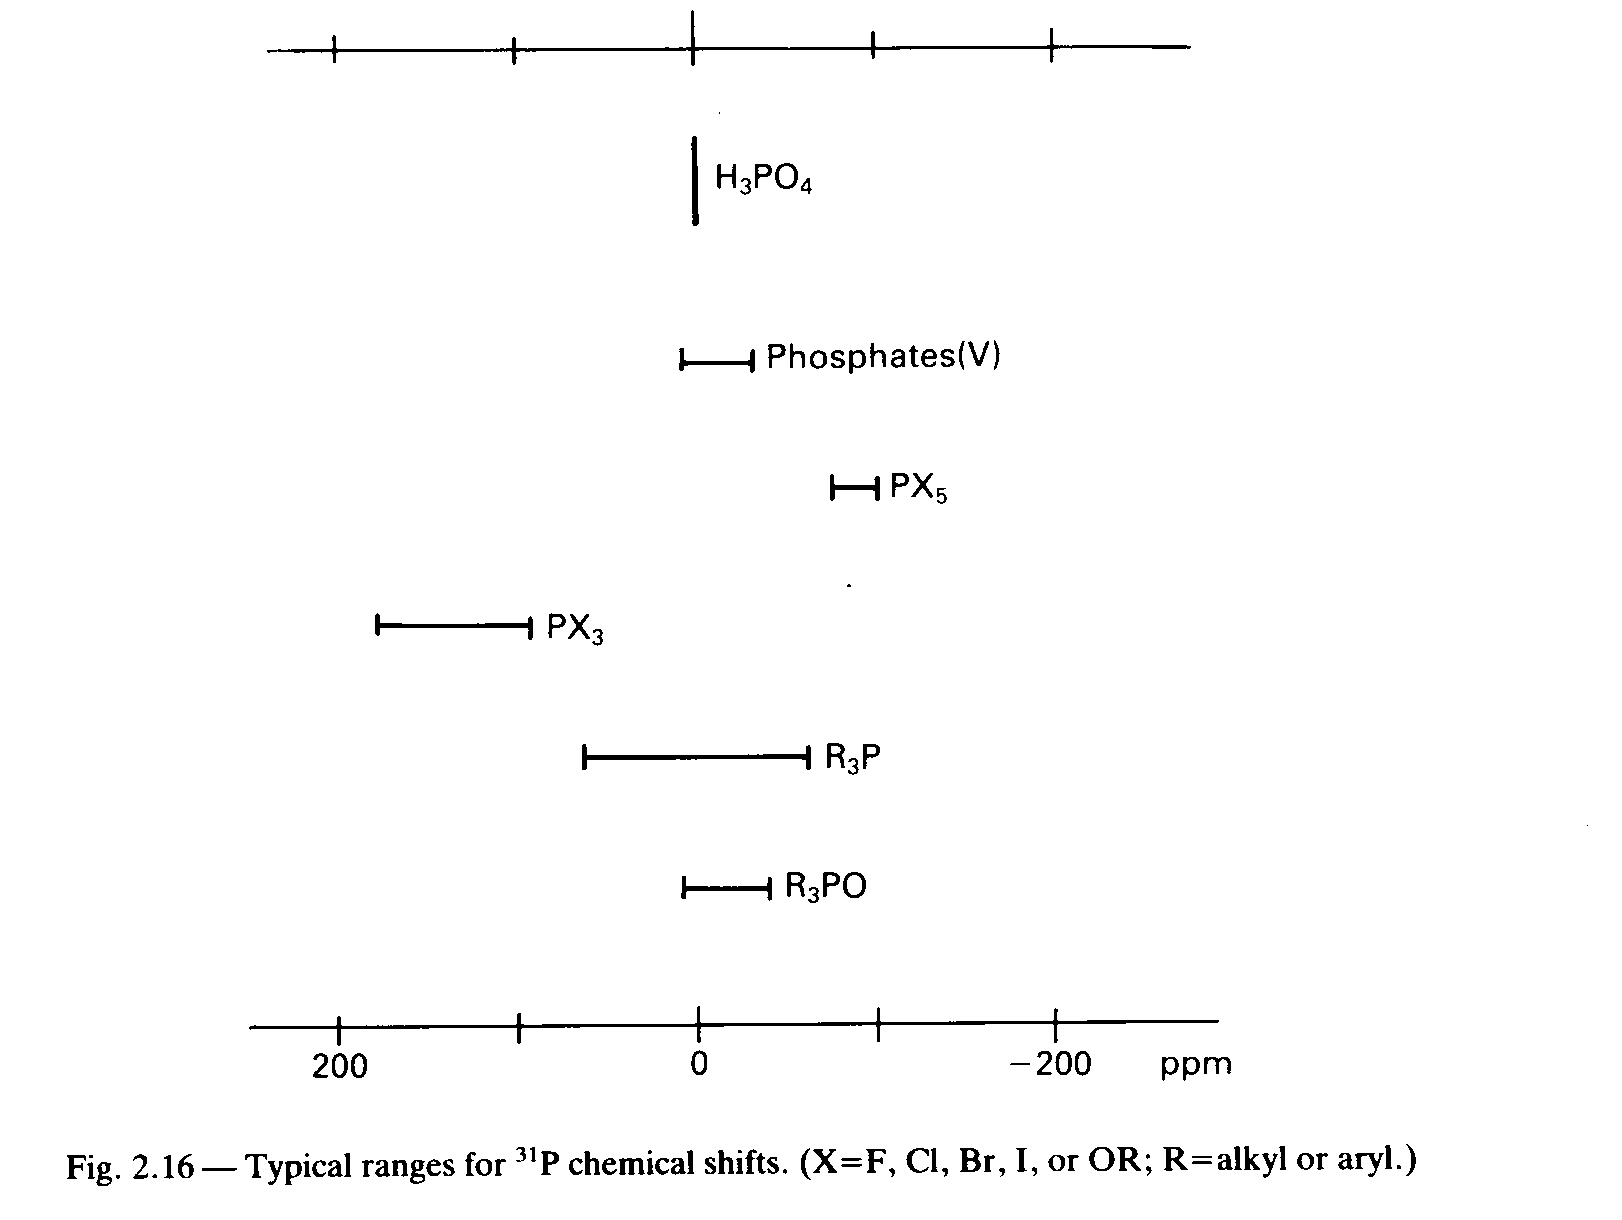 H₃PO₄
Phosphates(V)
PX₅
PX₃
R₃P
R₃PO
200 0 −200 ppm
Fig. 2.16 — Typical ranges for ³¹P chemical shifts. (X=F, Cl, Br, I, or OR; R=alkyl or aryl.)